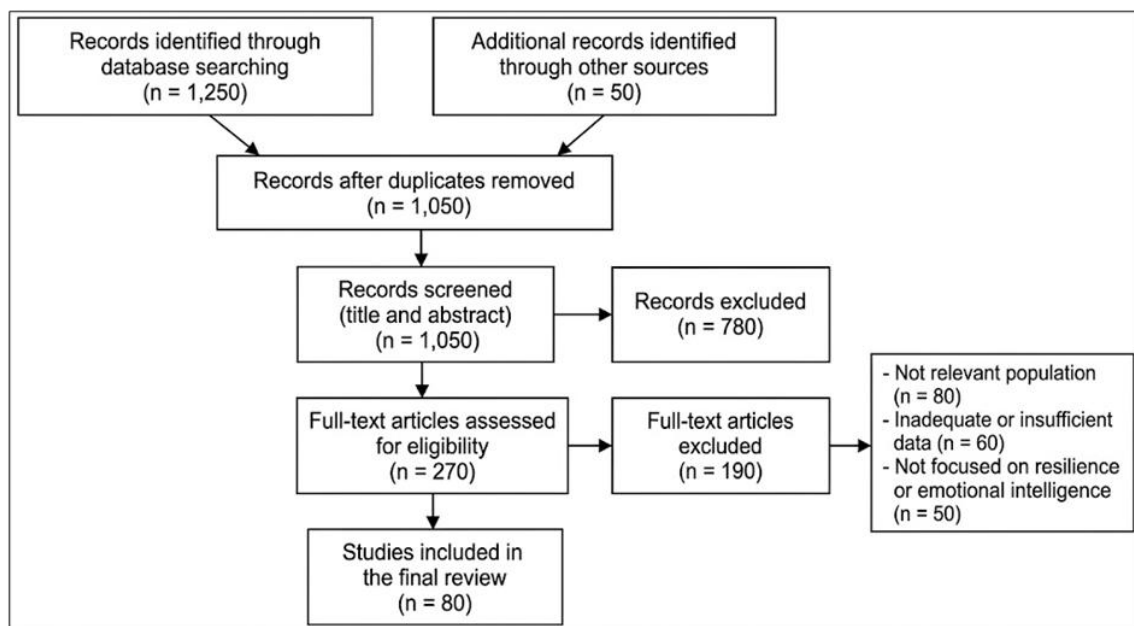 Records identified through
database searching
(n = 1,250)
Additional records identified
through other sources
(n = 50)
Records after duplicates removed
(n = 1,050)
Records screened
(title and abstract)
(n = 1,050)
Records excluded
(n = 780)
Full-text articles assessed
for eligibility
(n = 270)
Full-text articles
excluded
(n = 190)
- Not relevant population
(n = 80)
- Inadequate or insufficient
data (n = 60)
- Not focused on resilience
or emotional intelligence
(n = 50)
Studies included in
the final review
(n = 80)